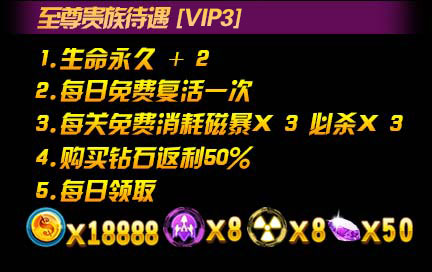 至尊贵族待遇 [VIP3]
1.生命永久 + 2
2.每日免费复活一次
3.每关免费消耗磁暴X 3 必杀X 3
4.购买钻石返利50%
5.每日领取
X18888 X8 X8 X50